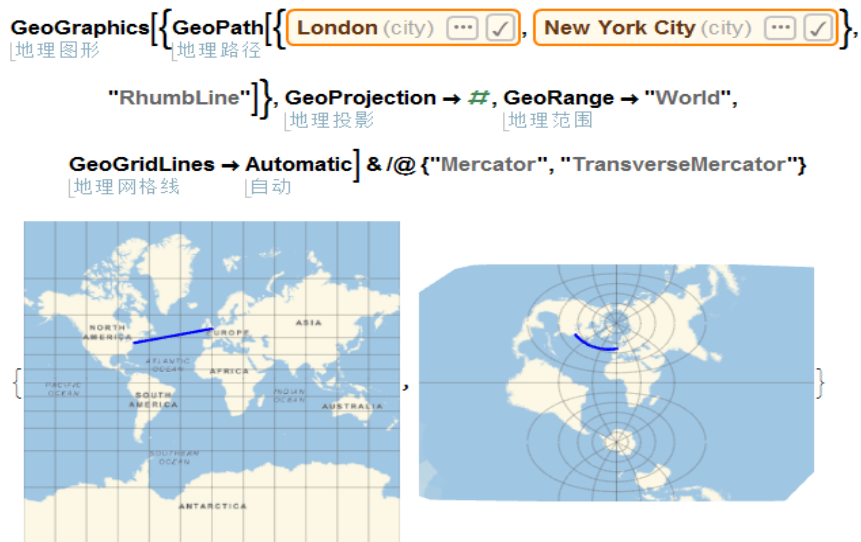 GeoGraphics[{GeoPath[{London (city) ... ✓, New York City (city) ... ✓},
地理图形 地理路径
"RhumbLine"]}, GeoProjection → #, GeoRange → "World",
地理投影 地理范围
GeoGridLines → Automatic] & /@ {"Mercator", "TransverseMercator"}
地理网格线 自动
{ , }
NORTH AMERICA
EUROPE
ASIA
ATLANTIC OCEAN
AFRICA
PACIFIC OCEAN
INDIAN OCEAN
SOUTH AMERICA
AUSTRALIA
SOUTHERN OCEAN
ANTARCTICA